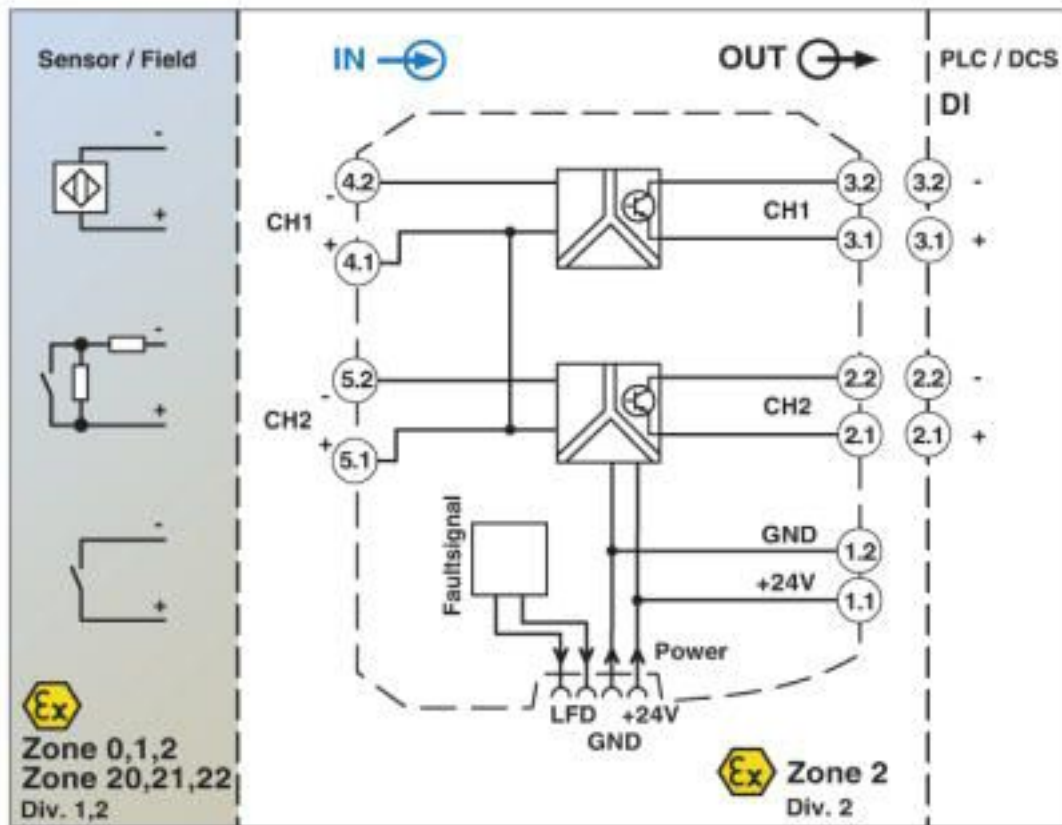 Sensor / Field
IN
OUT
PLC / DCS
DI
-
+
-
+
-
+
CH1
-
4.2
+
4.1
CH1
3.2
3.1
3.2 -
3.1 +
CH2
-
5.2
+
5.1
CH2
2.2
2.1
2.2 -
2.1 +
Faultsignal
GND
1.2
+24V
1.1
Power
LFD
+24V
GND
Ex
Zone 0,1,2
Zone 20,21,22
Div. 1,2
Ex
Zone 2
Div. 2